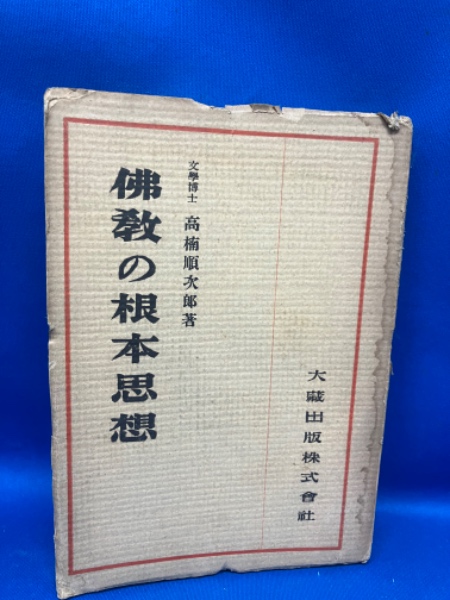 大藏出版株式會社
文學博士 高楠順次郎著
佛教の根本思想